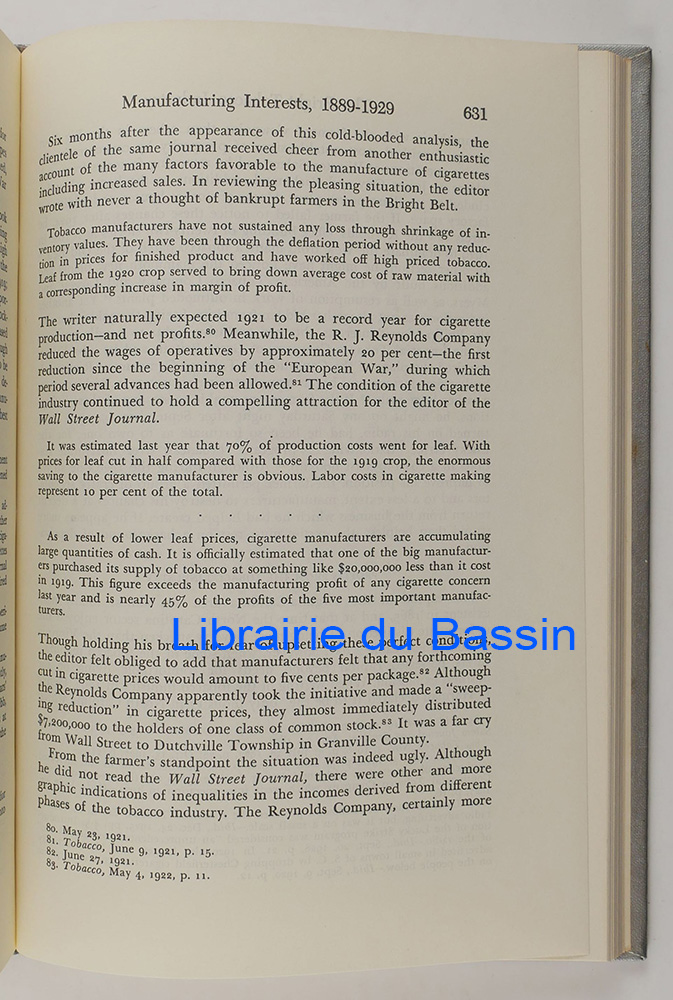 Manufacturing Interests, 1889-1929 631
Six months after the appearance of this cold-blooded analysis, the
clientele of the same journal received cheer from another enthusiastic
account of the many factors favorable to the manufacture of cigarettes
including increased sales. In reviewing the pleasing situation, the editor
wrote with never a thought of bankrupt farmers in the Bright Belt.
Tobacco manufacturers have not sustained any loss through shrinkage of in-
ventory values. They have been through the deflation period without any reduc-
tion in prices for finished product and have worked off high priced tobacco.
Leaf from the 1920 crop served to bring down average cost of raw material with
a corresponding increase in margin of profit.
The writer naturally expected 1921 to be a record year for cigarette
production—and net profits.⁸⁰ Meanwhile, the R. J. Reynolds Company
reduced the wages of operatives by approximately 20 per cent—the first
reduction since the beginning of the "European War," during which
period several advances had been allowed.⁸¹ The condition of the cigarette
industry continued to hold a compelling attraction for the editor of the
Wall Street Journal.
It was estimated last year that 70% of production costs went for leaf. With
prices for leaf cut in half compared with those for the 1919 crop, the enormous
saving to the cigarette manufacturer is obvious. Labor costs in cigarette making
represent 10 per cent of the total.
. . . . .
As a result of lower leaf prices, cigarette manufacturers are accumulating
large quantities of cash. It is officially estimated that one of the big manufactur-
ers purchased its supply of tobacco at something like $20,000,000 less than it cost
in 1919. This figure exceeds the manufacturing profit of any cigarette concern
last year and is nearly 45% of the profits of the five most important manufac-
turers.
Though holding his breath for fear of upsetting these perfect conditions,
Librairie du Bassin
the editor felt obliged to add that manufacturers felt that any forthcoming
cut in cigarette prices would amount to five cents per package.⁸² Although
the Reynolds Company apparently took the initiative and made a "sweep-
ing reduction" in cigarette prices, they almost immediately distributed
$7,200,000 to the holders of one class of common stock.⁸³ It was a far cry
from Wall Street to Dutchville Township in Granville County.
From the farmer's standpoint the situation was indeed ugly. Although
he did not read the Wall Street Journal, there were other and more
graphic indications of inequalities in the incomes derived from different
phases of the tobacco industry. The Reynolds Company, certainly more
80. May 23, 1921.
81. Tobacco, June 9, 1921, p. 15.
82. June 27, 1921.
83. Tobacco, May 4, 1922, p. 11.